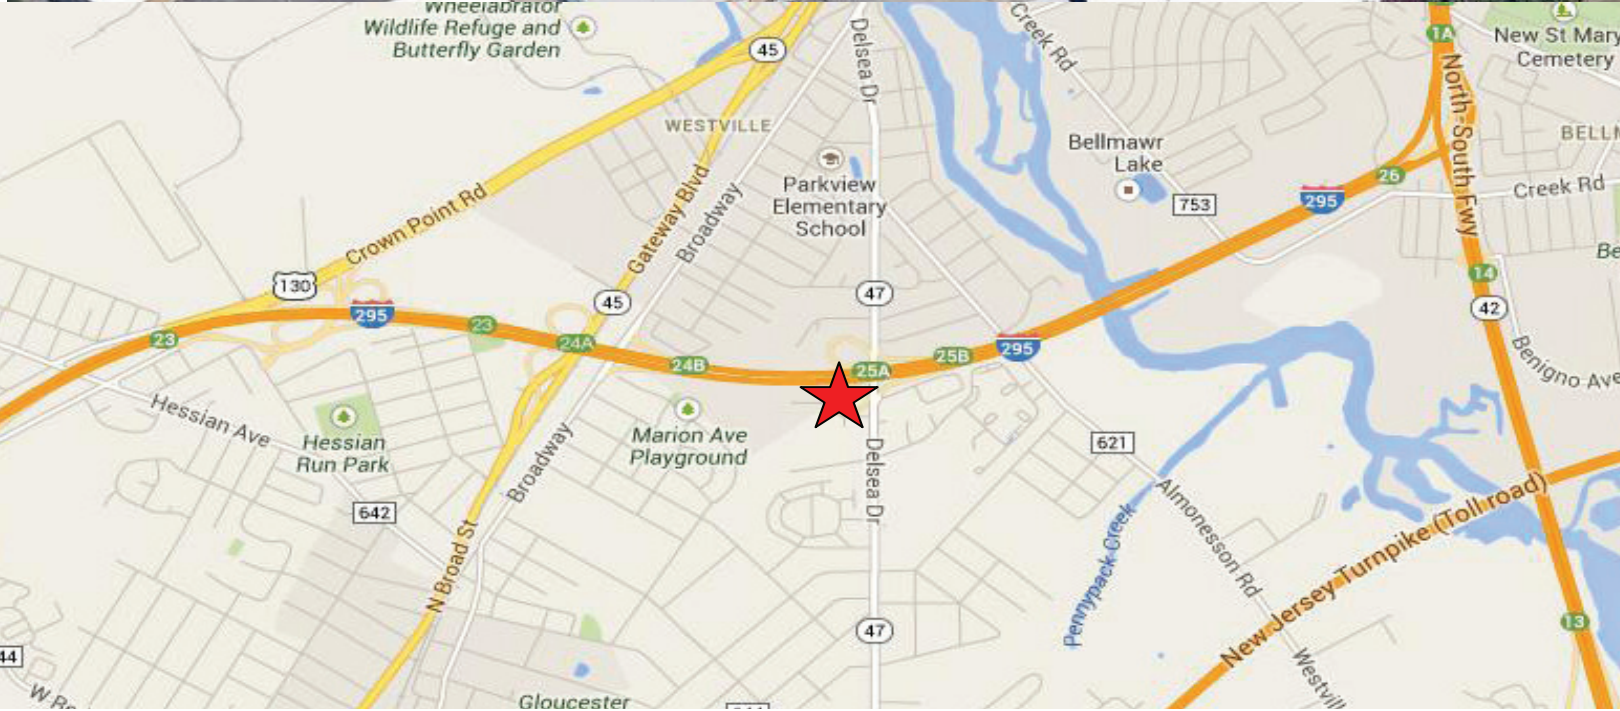 Wheelabrator
Wildlife Refuge and
Butterfly Garden
45
Delsea Dr
Creek Rd
1A
New St Mary
Cemetery
North-South Fwy
WESTVILLE
BELLM
Bellmawr
Lake
Parkview
Elementary
School
753
26
295
Creek Rd
Crown Point Rd
Gateway Blvd
Broadway
Be
130
45
47
14
42
295
23
23
24A
24B
25A
25B
295
Benigno Ave
Hessian Ave
Hessian
Run Park
Marion Ave
Playground
Broadway
Delsea Dr
621
642
N Broad St
Almonesson Rd
Pennypack Creek
New Jersey Turnpike (Toll road)
47
13
44
W Re
Gloucester
Westvill